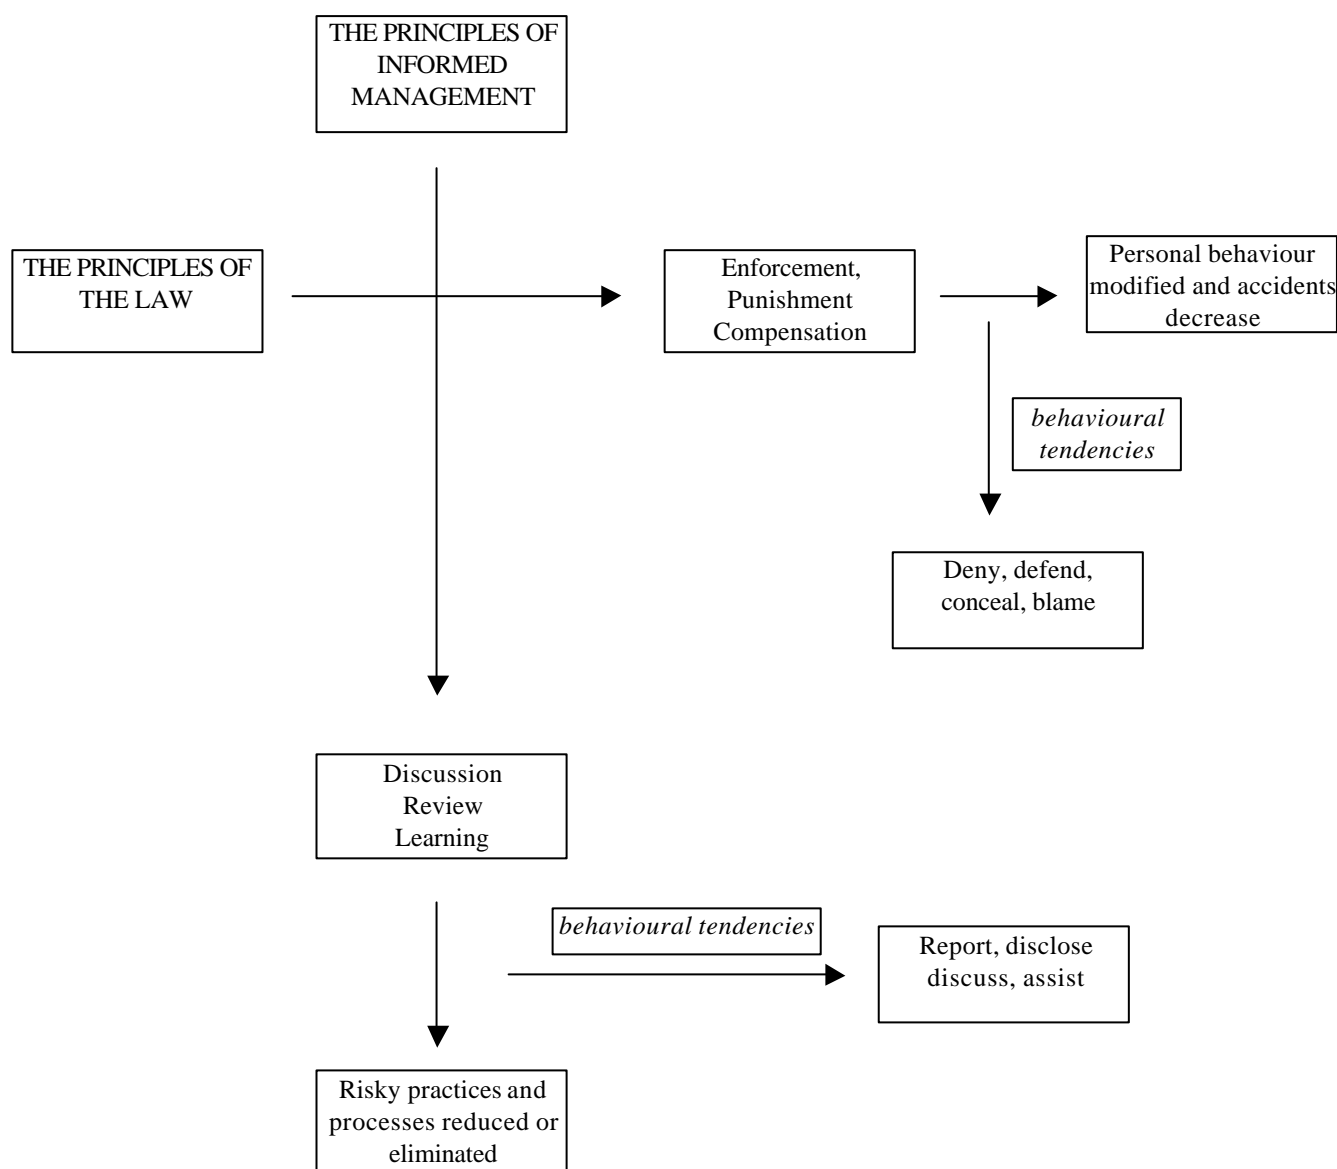 THE PRINCIPLES OF
INFORMED
MANAGEMENT
THE PRINCIPLES OF
THE LAW
Enforcement,
Punishment
Compensation
Personal behaviour
modified and accidents
decrease
behavioural
tendencies
Deny, defend,
conceal, blame
Discussion
Review
Learning
behavioural tendencies
Report, disclose
discuss, assist
Risky practices and
processes reduced or
eliminated